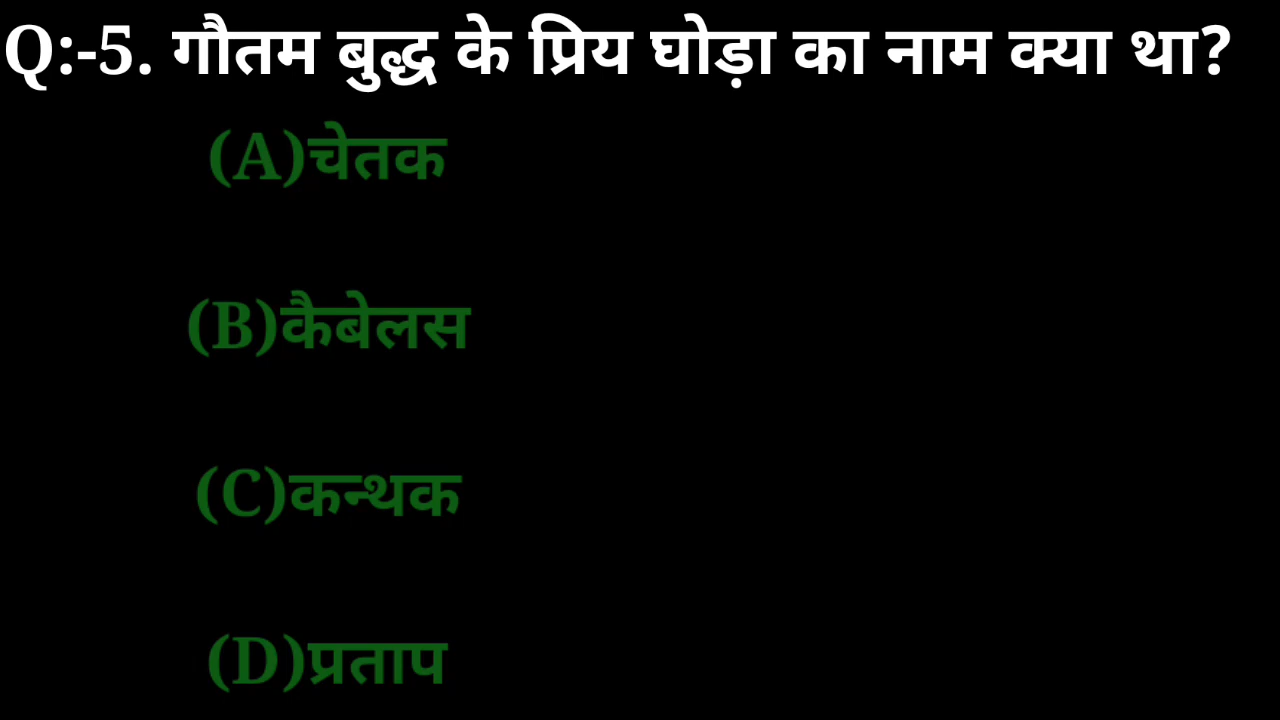 Q:-5. गौतम बुद्ध के प्रिय घोड़ा का नाम क्या था?
(A)चेतक
(B)कैबेलस
(C)कन्थक
(D)प्रताप